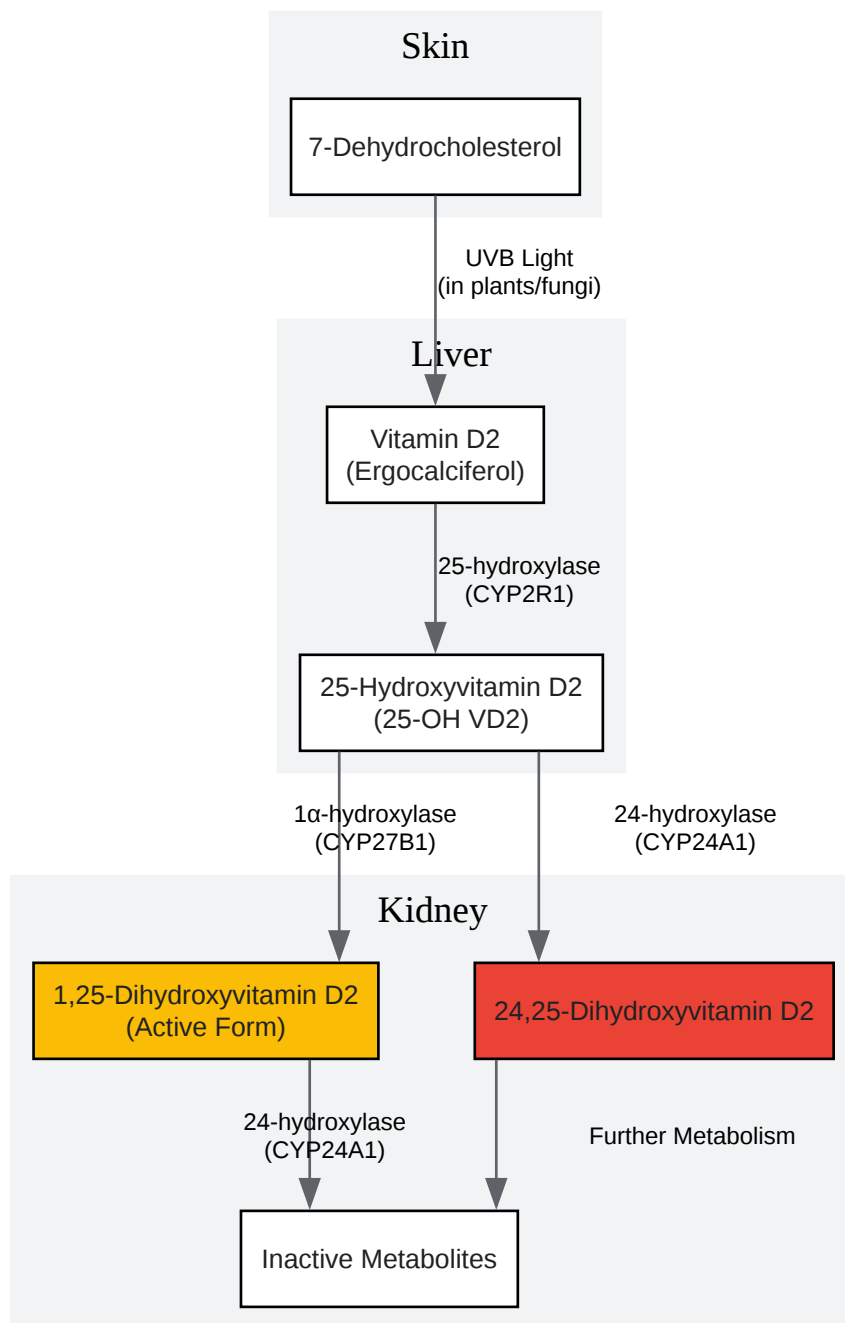 Skin
7-Dehydrocholesterol
UVB Light
(in plants/fungi)
Liver
Vitamin D2
(Ergocalciferol)
25-hydroxylase
(CYP2R1)
25-Hydroxyvitamin D2
(25-OH VD2)
1α-hydroxylase
(CYP27B1)
24-hydroxylase
(CYP24A1)
Kidney
1,25-Dihydroxyvitamin D2
(Active Form)
24,25-Dihydroxyvitamin D2
24-hydroxylase
(CYP24A1)
Further Metabolism
Inactive Metabolites